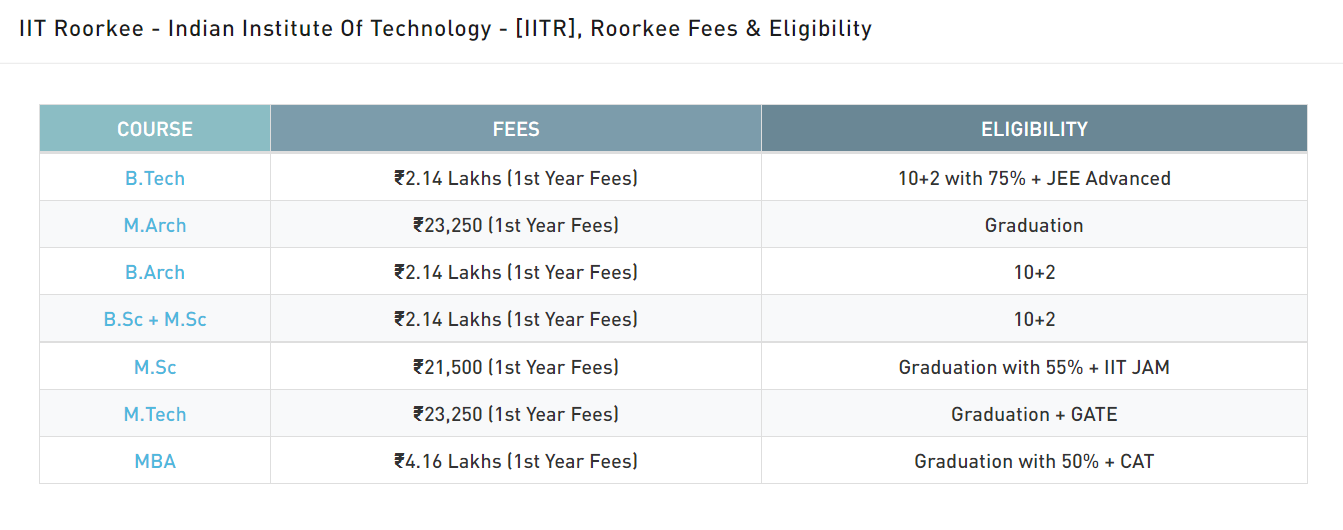 IIT Roorkee - Indian Institute Of Technology - [IITR], Roorkee Fees & Eligibility
COURSE FEES ELIGIBILITY
B.Tech ₹2.14 Lakhs (1st Year Fees) 10+2 with 75% + JEE Advanced
M.Arch ₹23,250 (1st Year Fees) Graduation
B.Arch ₹2.14 Lakhs (1st Year Fees) 10+2
B.Sc + M.Sc ₹2.14 Lakhs (1st Year Fees) 10+2
M.Sc ₹21,500 (1st Year Fees) Graduation with 55% + IIT JAM
M.Tech ₹23,250 (1st Year Fees) Graduation + GATE
MBA ₹4.16 Lakhs (1st Year Fees) Graduation with 50% + CAT